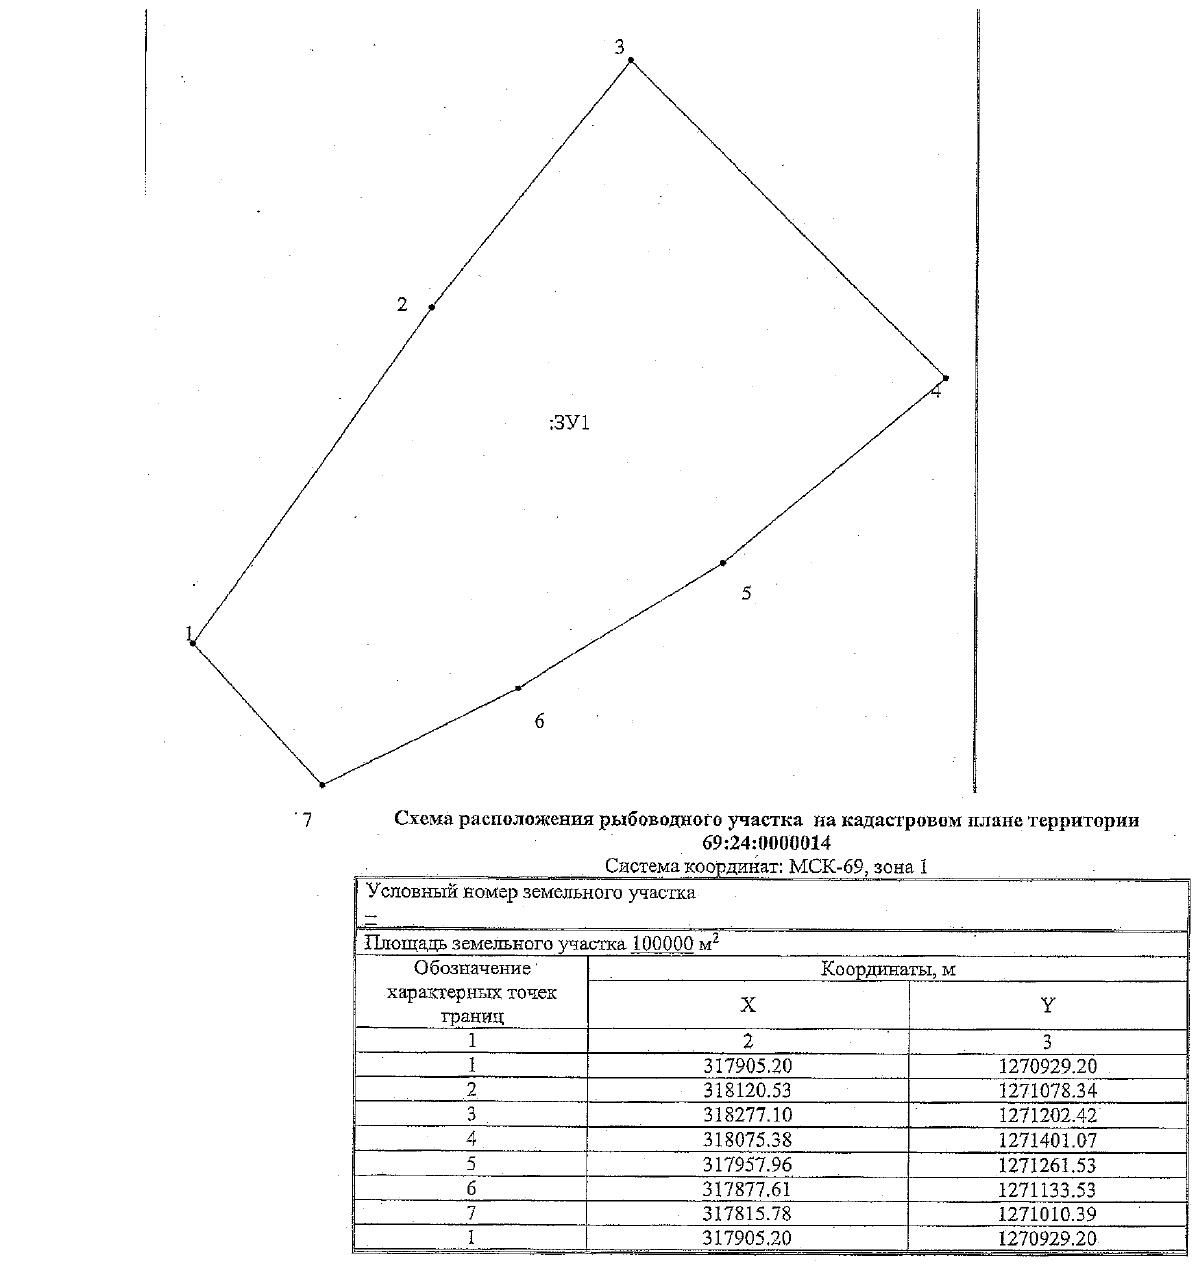 3
2
4
:ЗУ1
5
1
6
7
Схема расположения рыбоводного участка на кадастровом плане территории
69:24:0000014
Система координат: МСК-69, зона 1
Условный номер земельного участка
=
Площадь земельного участка 100000 м²
Обозначение
характерных точек
границ
Координаты, м
X Y
1 2 3
1 317905.20 1270929.20
2 318120.53 1271078.34
3 318277.10 1271202.42
4 318075.38 1271401.07
5 317957.96 1271261.53
6 317877.61 1271133.53
7 317815.78 1271010.39
1 317905.20 1270929.20